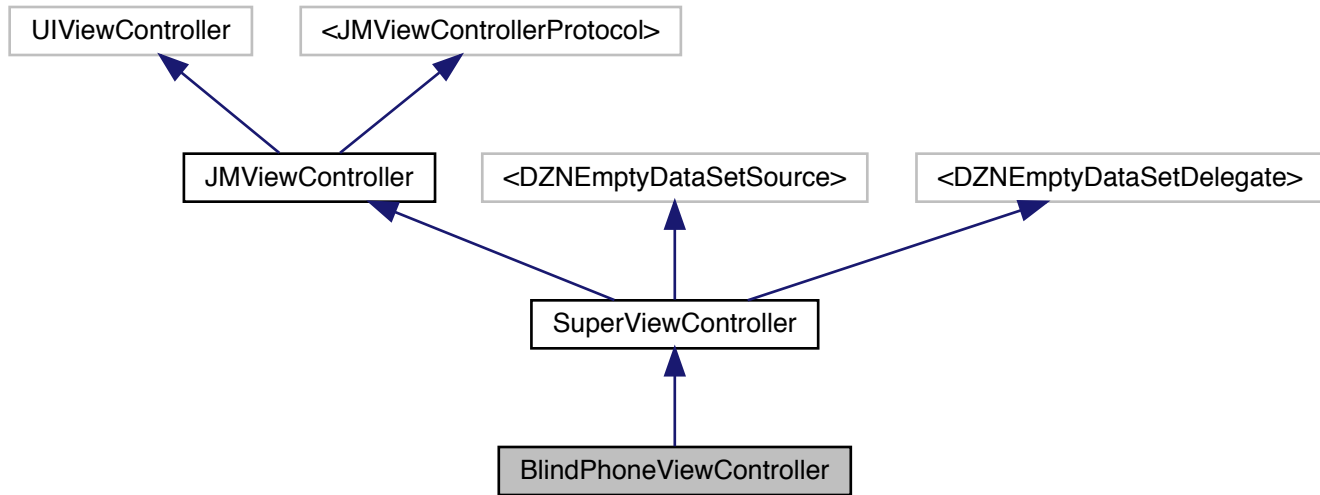 UIViewController
<JMViewControllerProtocol>
JMViewController
<DZNEmptyDataSetSource>
<DZNEmptyDataSetDelegate>
SuperViewController
BlindPhoneViewController